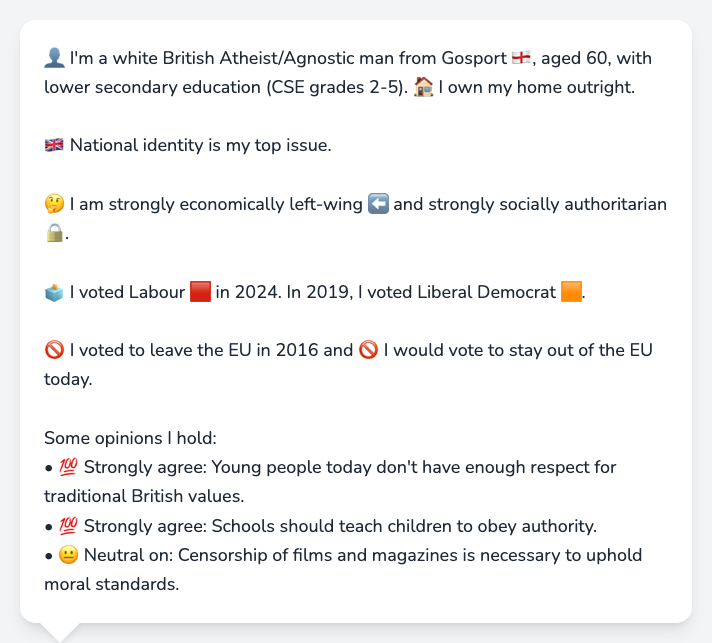 👤 I'm a white British Atheist/Agnostic man from Gosport 🏴󠁧󠁢󠁥󠁮󠁧󠁿, aged 60, with
lower secondary education (CSE grades 2-5). 🏠 I own my home outright.
🇬🇧 National identity is my top issue.
🤔 I am strongly economically left-wing ⬅️ and strongly socially authoritarian
🔒.
🗳️ I voted Labour 🟥 in 2024. In 2019, I voted Liberal Democrat 🟧.
🚫 I voted to leave the EU in 2016 and 🚫 I would vote to stay out of the EU
today.
Some opinions I hold:
• 💯 Strongly agree: Young people today don't have enough respect for
traditional British values.
• 💯 Strongly agree: Schools should teach children to obey authority.
• 😐 Neutral on: Censorship of films and magazines is necessary to uphold
moral standards.